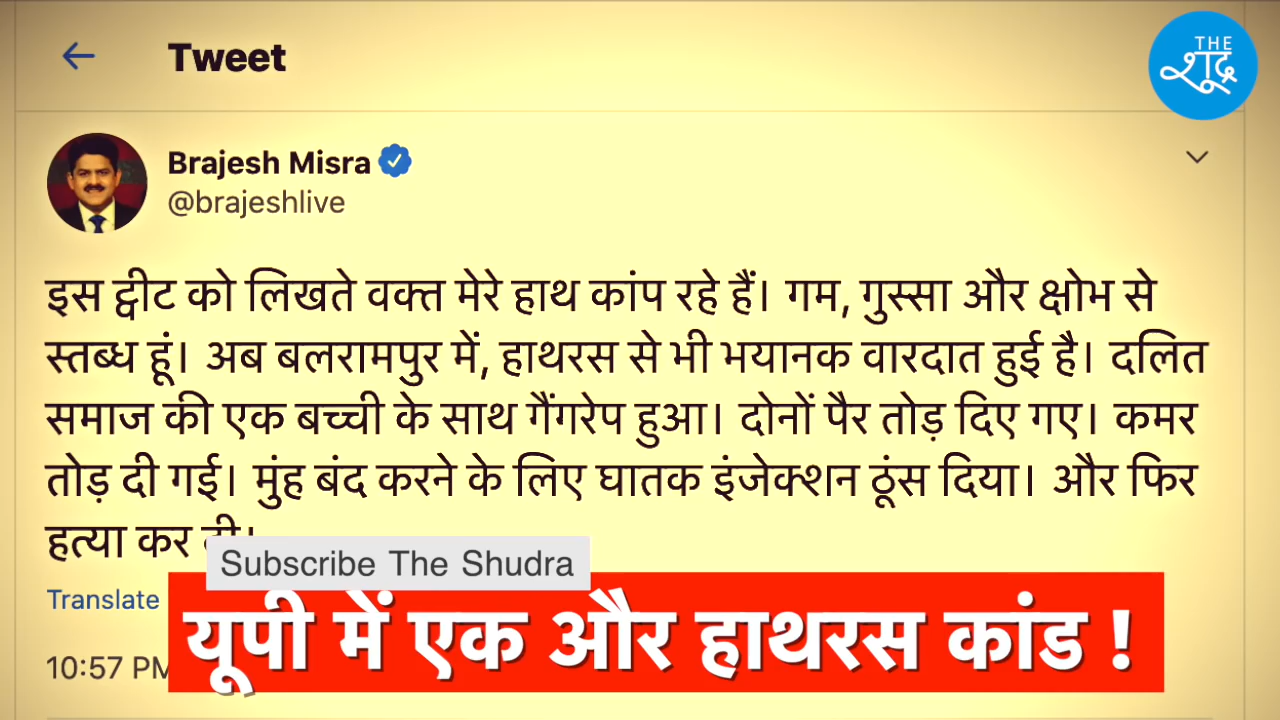 Tweet
THE
शूद्र
Brajesh Misra
@brajeshlive
इस ट्वीट को लिखते वक्त मेरे हाथ कांप रहे हैं। गम, गुस्सा और क्षोभ से
स्तब्ध हूं। अब बलरामपुर में, हाथरस से भी भयानक वारदात हुई है। दलित
समाज की एक बच्ची के साथ गैंगरेप हुआ। दोनों पैर तोड़ दिए गए। कमर
तोड़ दी गई। मुंह बंद करने के लिए घातक इंजेक्शन ठूंस दिया। और फिर
हत्या कर दी।
Subscribe The Shudra
Translate
यूपी में एक और हाथरस कांड !
10:57 PM